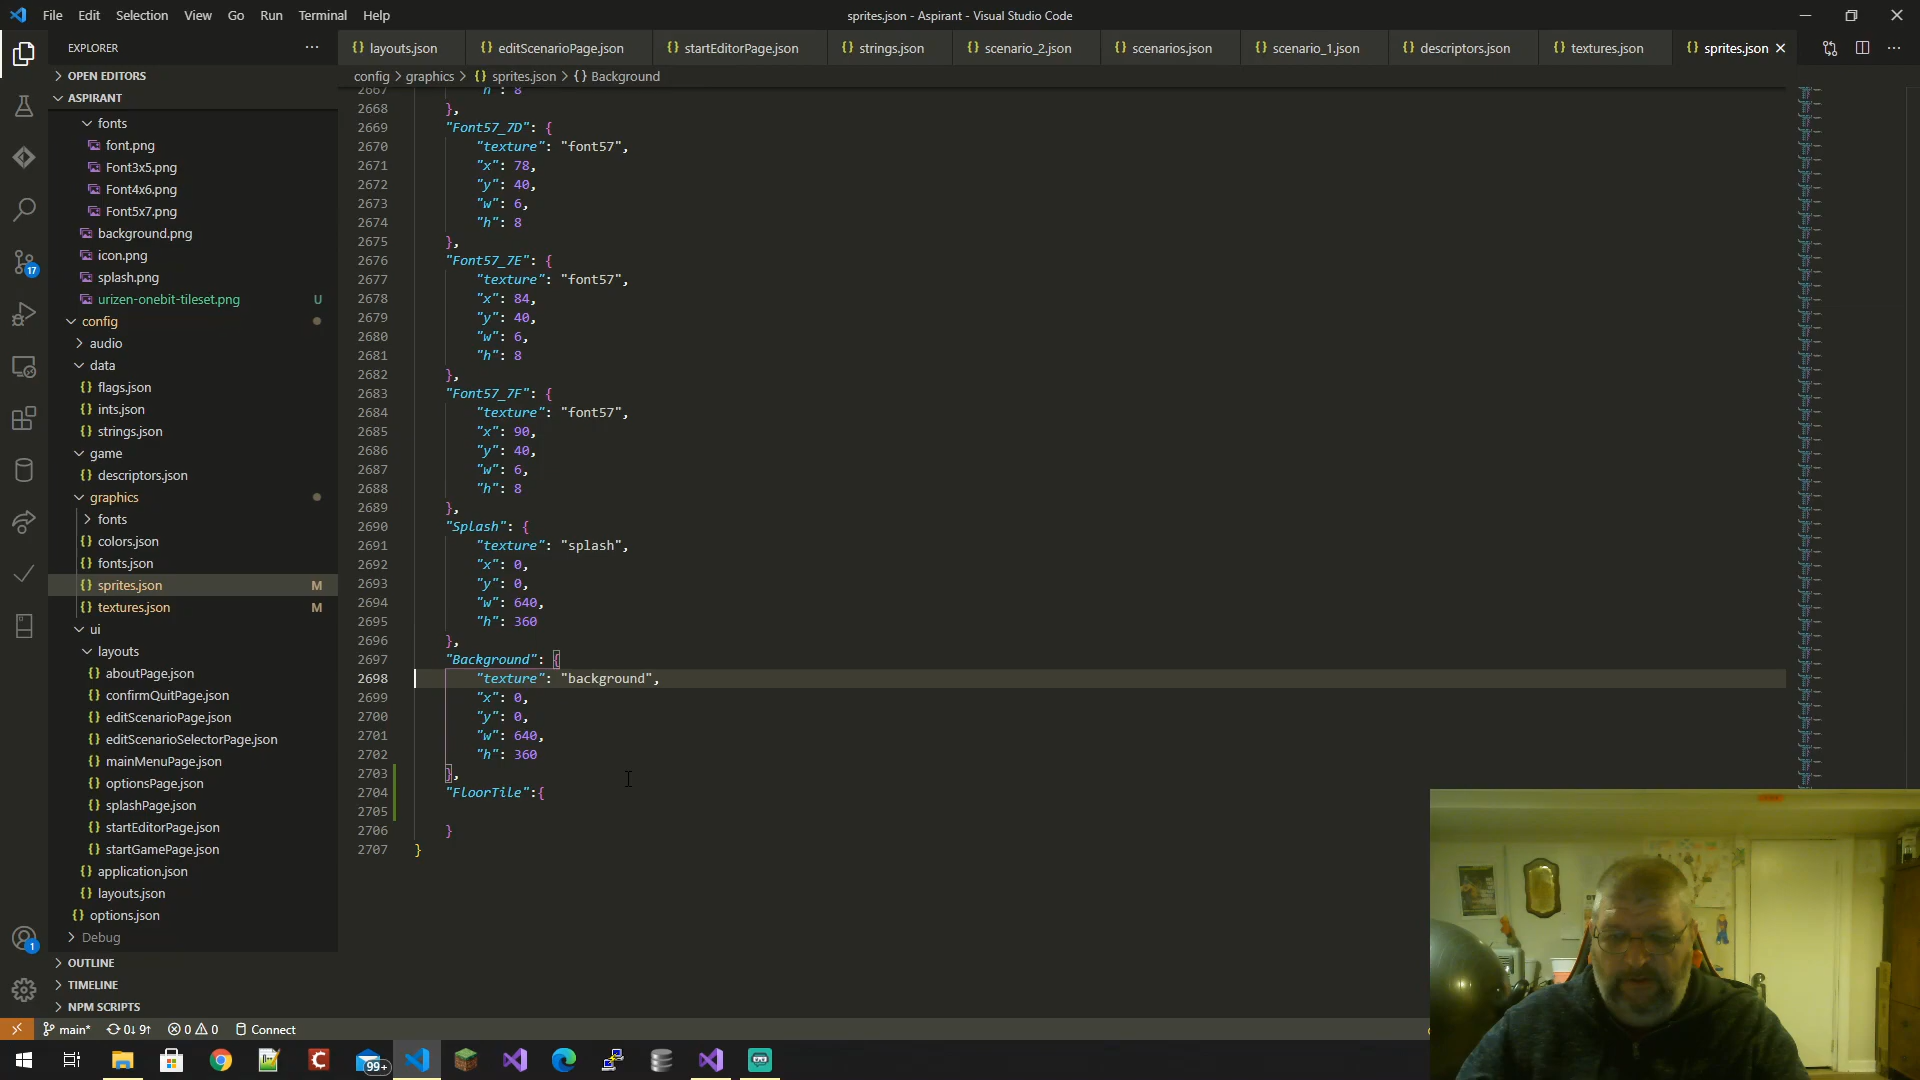 File Edit Selection View Go Run Terminal Help
sprites.json - Aspirant - Visual Studio Code
EXPLORER
layouts.json editScenarioPage.json startEditorPage.json strings.json scenario_2.json scenarios.json scenario_1.json descriptors.json textures.json sprites.json
config > graphics > {} sprites.json > {} Background
OPEN EDITORS
ASPIRANT
fonts
font.png
Font3x5.png
Font4x6.png
Font5x7.png
background.png
icon.png
splash.png
urizen-onebit-tileset.png U
config
audio
data
flags.json
ints.json
strings.json
game
descriptors.json
graphics
fonts
colors.json
fonts.json
sprites.json M
textures.json M
ui
layouts
aboutPage.json
confirmQuitPage.json
editScenarioPage.json
editScenarioSelectorPage.json
mainMenuPage.json
optionsPage.json
splashPage.json
startEditorPage.json
startGamePage.json
application.json
layouts.json
options.json
Debug
OUTLINE
TIMELINE
NPM SCRIPTS
2667 "h": 8
2668 },
2669 "Font57_7D": {
2670 "texture": "font57",
2671 "x": 78,
2672 "y": 40,
2673 "w": 6,
2674 "h": 8
2675 },
2676 "Font57_7E": {
2677 "texture": "font57",
2678 "x": 84,
2679 "y": 40,
2680 "w": 6,
2681 "h": 8
2682 },
2683 "Font57_7F": {
2684 "texture": "font57",
2685 "x": 90,
2686 "y": 40,
2687 "w": 6,
2688 "h": 8
2689 },
2690 "Splash": {
2691 "texture": "splash",
2692 "x": 0,
2693 "y": 0,
2694 "w": 640,
2695 "h": 360
2696 },
2697 "Background": {
2698 "texture": "background",
2699 "x": 0,
2700 "y": 0,
2701 "w": 640,
2702 "h": 360
2703 },
2704 "FloorTile":{
2705
2706 }
2707 }
17
1
main* 0↓ 9↑ 0 0 Connect
99+